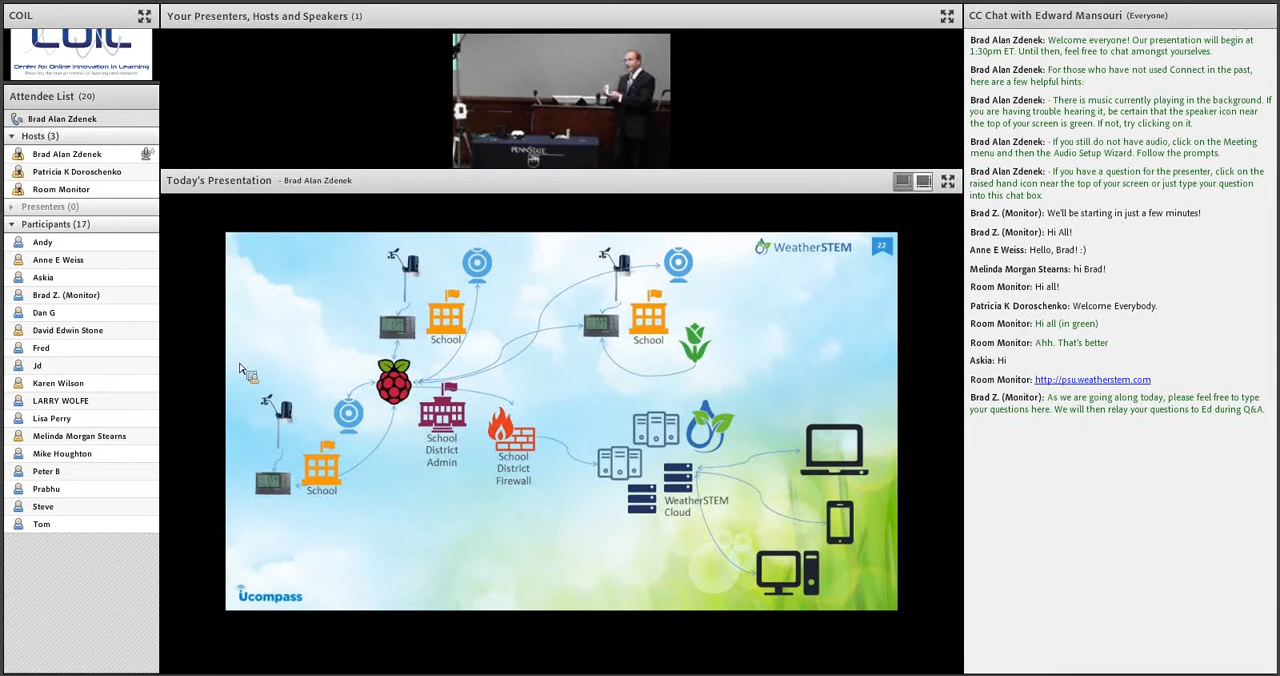 COIL
COIL
Center for Online Innovation in Learning
Attendee List (20)
Brad Alan Zdenek
Hosts (3)
Brad Alan Zdenek
Patricia K Doroschenko
Room Monitor
Presenters (0)
Participants (17)
Andy
Anne E Weiss
Askia
Brad Z. (Monitor)
Dan G
David Edwin Stone
Fred
Jd
Karen Wilson
LARRY WOLFE
Lisa Perry
Melinda Morgan Stearns
Mike Houghton
Peter B
Prabhu
Steve
Tom
Your Presenters, Hosts and Speakers (1)
PENNSTATE
Today's Presentation - Brad Alan Zdenek
WeatherSTEM
22
School
School
School
District
Admin
School
District
Firewall
School
WeatherSTEM
Cloud
Ucompass
CC Chat with Edward Mansouri (Everyone)
Brad Alan Zdenek: Welcome everyone! Our presentation will begin at
1:30pm ET. Until then, feel free to chat amongst yourselves.
Brad Alan Zdenek: For those who have not used Connect in the past,
here are a few helpful hints:
Brad Alan Zdenek: - There is music currently playing in the background. If
you are having trouble hearing it, be certain that the speaker icon near
the top of your screen is green. If not, try clicking on it.
Brad Alan Zdenek: - If you still do not have audio, click on the Meeting
menu and then the Audio Setup Wizard. Follow the prompts.
Brad Alan Zdenek: - If you have a question for the presenter, click on the
raised hand icon near the top of your screen or just type your question
into this chat box.
Brad Z. (Monitor): We'll be starting in just a few minutes!
Brad Z. (Monitor): Hi All!
Anne E Weiss: Hello, Brad! :)
Melinda Morgan Stearns: hi Brad!
Room Monitor: Hi all!
Patricia K Doroschenko: Welcome Everybody.
Room Monitor: Hi all (in green)
Room Monitor: Ahh. That's better
Askia: Hi
Room Monitor: http://psu.weatherstem.com
Brad Z. (Monitor): As we are going along today, please feel free to type
your questions here. We will then relay your questions to Ed during Q&A.